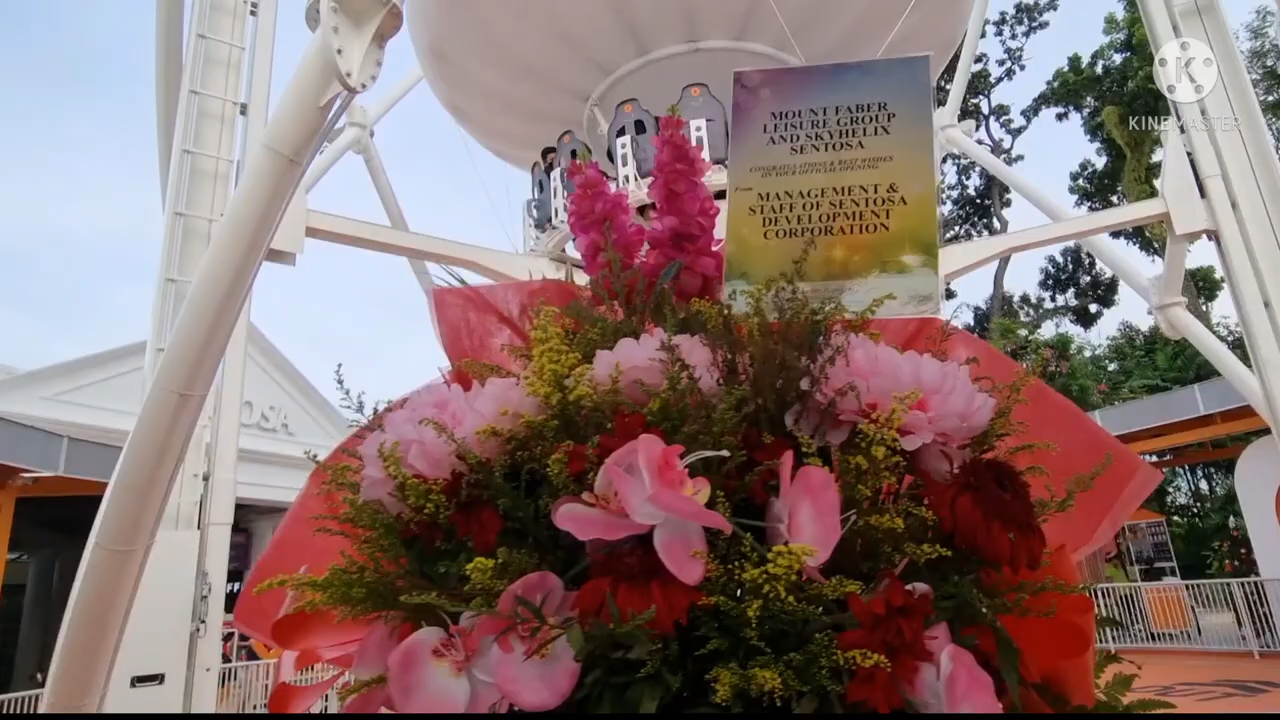 K
KINEMASTER
MOUNT FABER
LEISURE GROUP
AND SKYHELIX
SENTOSA
CONGRATULATIONS & BEST WISHES
ON YOUR OFFICIAL OPENING.
From
MANAGEMENT &
STAFF OF SENTOSA
DEVELOPMENT
CORPORATION
OSA